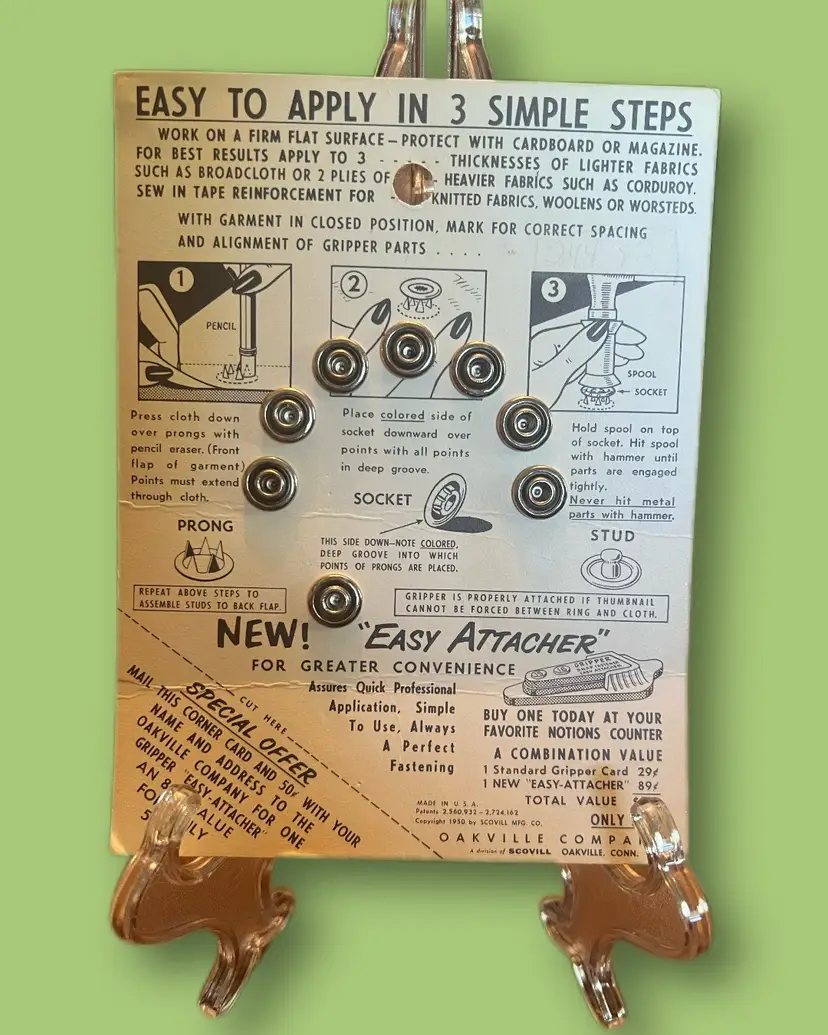 EASY TO APPLY IN 3 SIMPLE STEPS
WORK ON A FIRM FLAT SURFACE – PROTECT WITH CARDBOARD OR MAGAZINE.
FOR BEST RESULTS APPLY TO 3 - - - - - THICKNESSES OF LIGHTER FABRICS
SUCH AS BROADCLOTH OR 2 PLIES OF - HEAVIER FABRICS SUCH AS CORDUROY.
SEW IN TAPE REINFORCEMENT FOR - KNITTED FABRICS, WOOLENS OR WORSTEDS.
WITH GARMENT IN CLOSED POSITION, MARK FOR CORRECT SPACING
AND ALIGNMENT OF GRIPPER PARTS . . . .
1
PENCIL
Press cloth down
over prongs with
pencil eraser. (Front
flap of garment)
Points must extend
through cloth.
2
Place colored side of
socket downward over
points with all points
in deep groove.
3
SPOOL
SOCKET
Hold spool on top
of socket. Hit spool
with hammer until
parts are engaged
tightly.
Never hit metal
parts with hammer.
PRONG
REPEAT ABOVE STEPS TO
ASSEMBLE STUDS TO BACK FLAP.
SOCKET
THIS SIDE DOWN–NOTE COLORED,
DEEP GROOVE INTO WHICH
POINTS OF PRONGS ARE PLACED.
STUD
GRIPPER IS PROPERLY ATTACHED IF THUMBNAIL
CANNOT BE FORCED BETWEEN RING AND CLOTH.
NEW! "EASY ATTACHER"
FOR GREATER CONVENIENCE
Assures Quick Professional
Application, Simple
To Use, Always
A Perfect
Fastening
GRIPPER
BUY ONE TODAY AT YOUR
FAVORITE NOTIONS COUNTER
A COMBINATION VALUE
1 Standard Gripper Card 29¢
1 NEW "EASY-ATTACHER" 89¢
TOTAL VALUE
ONLY
CUT HERE
SPECIAL OFFER
MAIL THIS CORNER CARD AND 50¢ WITH YOUR
NAME AND ADDRESS TO THE
OAKVILLE COMPANY FOR ONE
GRIPPER "EASY-ATTACHER"
AN VALUE
MADE IN U.S.A.
Patents 2,560,932 – 2,724,162
Copyright 1950 by SCOVILL MFG. CO.
OAKVILLE
A division of SCOVILL OAKVILLE, CONN.